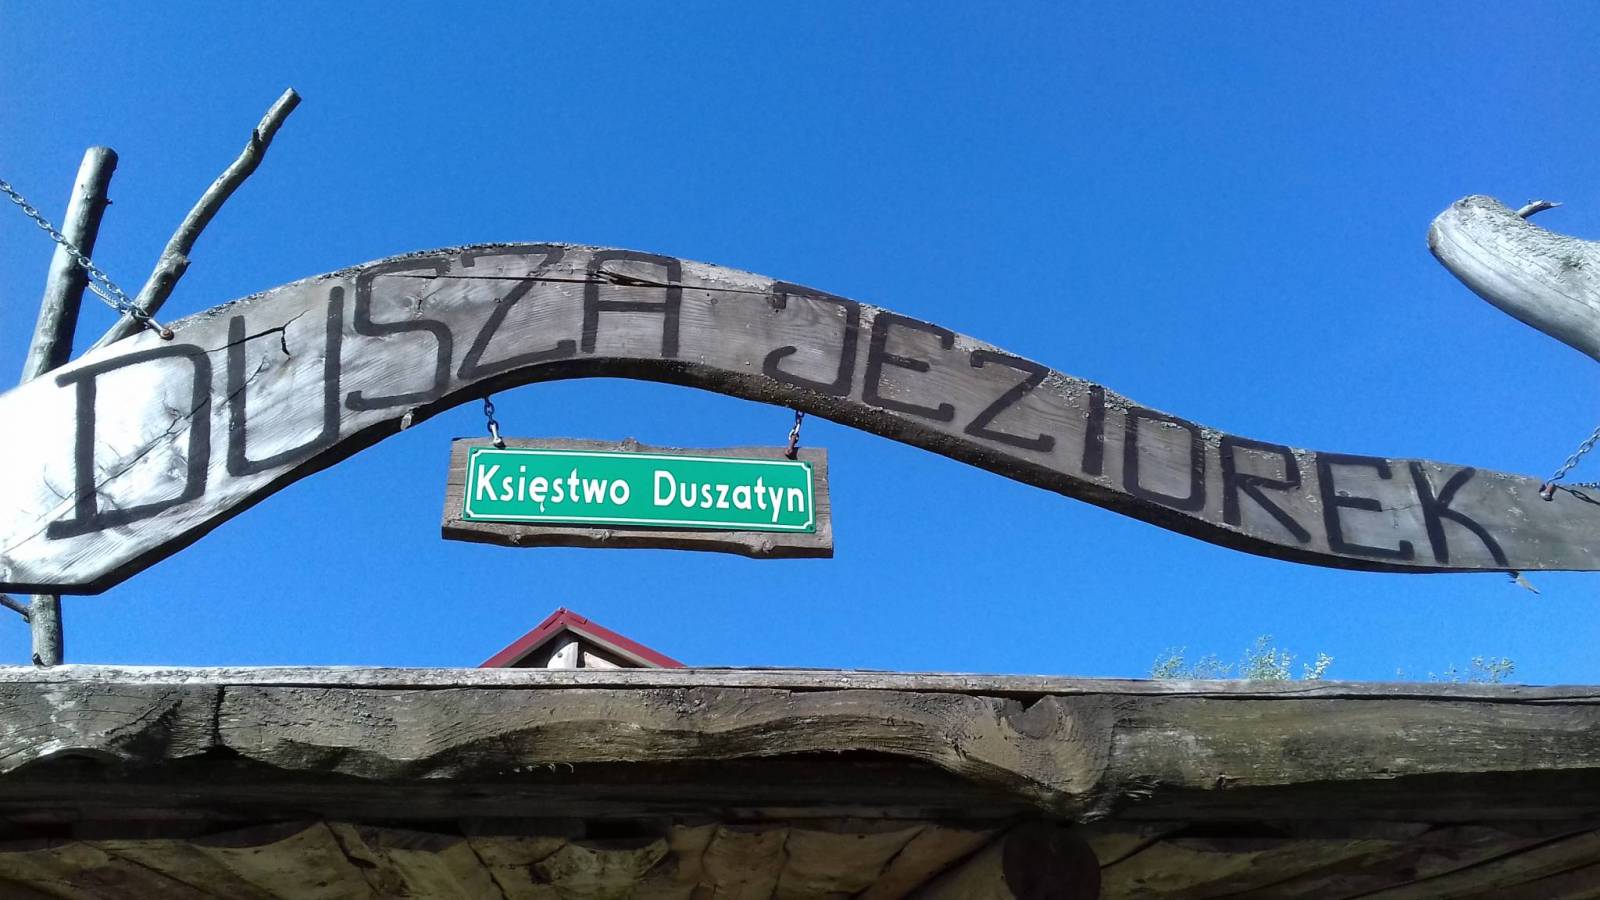 DUSZA JEZIOREK
Księstwo Duszatyn